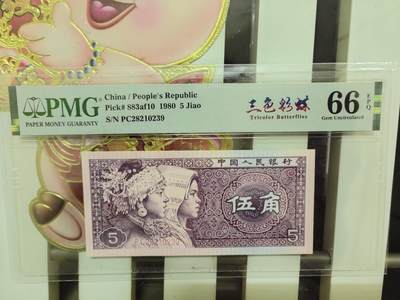 PMG
PAPER MONEY GUARANTY
China / People's Republic
Pick# 883af10 1980 5 Jiao
S/N PC28210239
三色彩蝶
Tricolor Butterflies
66 EPQ
Gem Uncirculated
中国人民银行
伍角
5
5